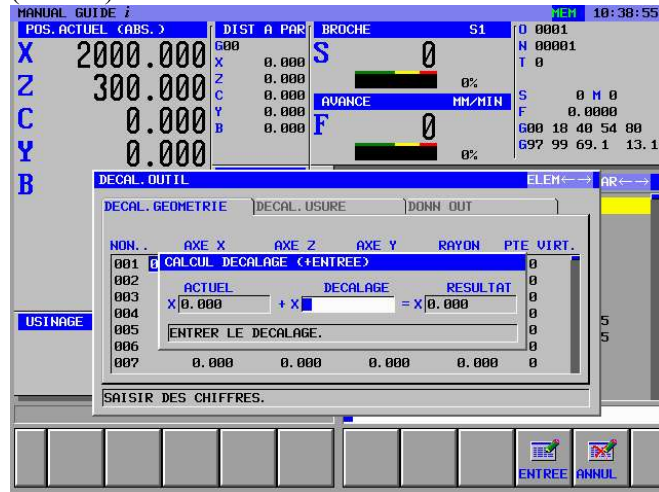 MANUAL GUIDE i MEM 10:38:55
POS.ACTUEL (ABS.) DIST A PAR BROCHE S1 O 0001
X 2000.000 G00 S 0 N 00001
X 0.000 T 0
Z 300.000 Z 0.000 0%
C 0.000 AVANCE MM/MIN S 0 M 0
C 0.000 Y 0.000 F 0.0000
B 0.000 F 0 G00 18 40 54 80
Y 0.000 0% G97 99 69.1 13.1
B DECAL.OUTIL ELEM←→ AR←→
DECAL.GEOMETRIE DECAL.USURE DONN OUT
NON.. AXE X AXE Z AXE Y RAYON PTE VIRT.
001 0 CALCUL DECALAGE (+ENTREE) 0
002 ACTUEL DECALAGE RESULTAT 0
003 X 0.000 + X = X 0.000 0
004 0
USINAGE 005 ENTRER LE DECALAGE. 0 5
006 0 5
007 0.000 0.000 0.000 0.000 0
SAISIR DES CHIFFRES.
ENTREE ANNUL